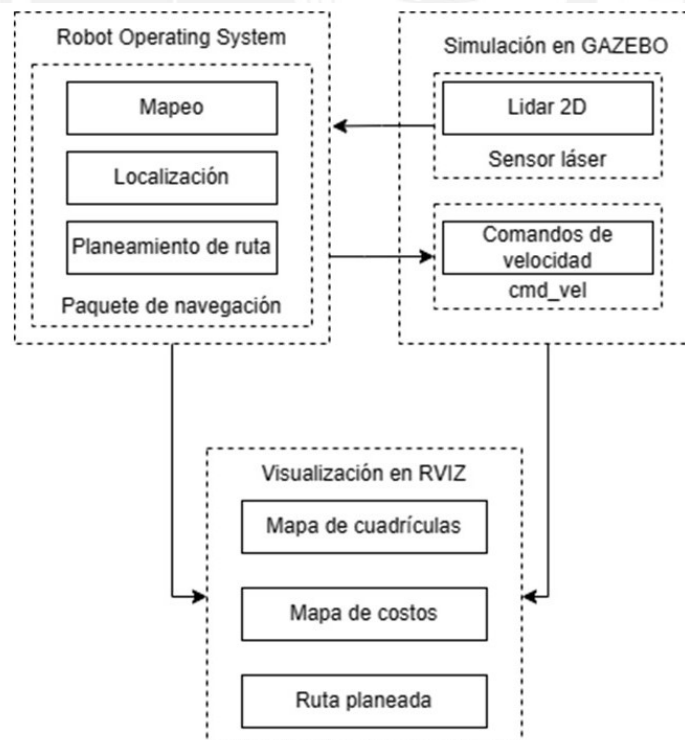 Robot Operating System
Mapeo
Localización
Planeamiento de ruta
Paquete de navegación
Simulación en GAZEBO
Lidar 2D
Sensor láser
Comandos de
velocidad
cmd_vel
Visualización en RVIZ
Mapa de cuadrículas
Mapa de costos
Ruta planeada